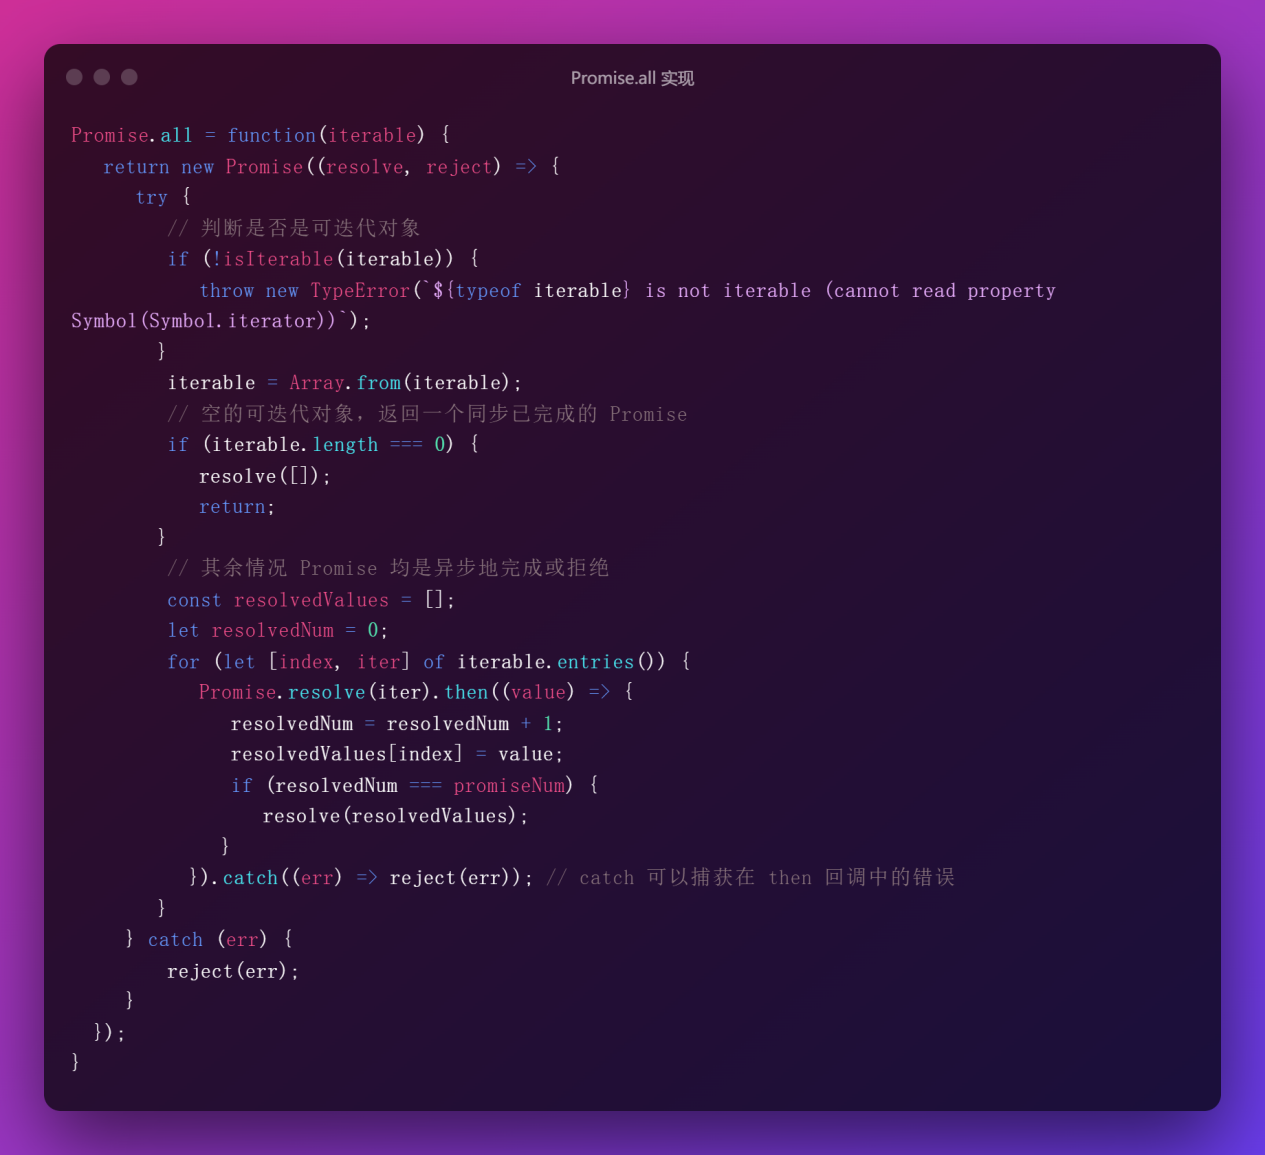 Promise.all 实现
Promise.all = function(iterable) {
return new Promise((resolve, reject) => {
try {
// 判断是否是可迭代对象
if (!isIterable(iterable)) {
throw new TypeError(`${typeof iterable} is not iterable (cannot read property
Symbol(Symbol.iterator))`);
}
iterable = Array.from(iterable);
// 空的可迭代对象，返回一个同步已完成的 Promise
if (iterable.length === 0) {
resolve([]);
return;
}
// 其余情况 Promise 均是异步地完成或拒绝
const resolvedValues = [];
let resolvedNum = 0;
for (let [index, iter] of iterable.entries()) {
Promise.resolve(iter).then((value) => {
resolvedNum = resolvedNum + 1;
resolvedValues[index] = value;
if (resolvedNum === promiseNum) {
resolve(resolvedValues);
}
}).catch((err) => reject(err)); // catch 可以捕获在 then 回调中的错误
}
} catch (err) {
reject(err);
}
});
}